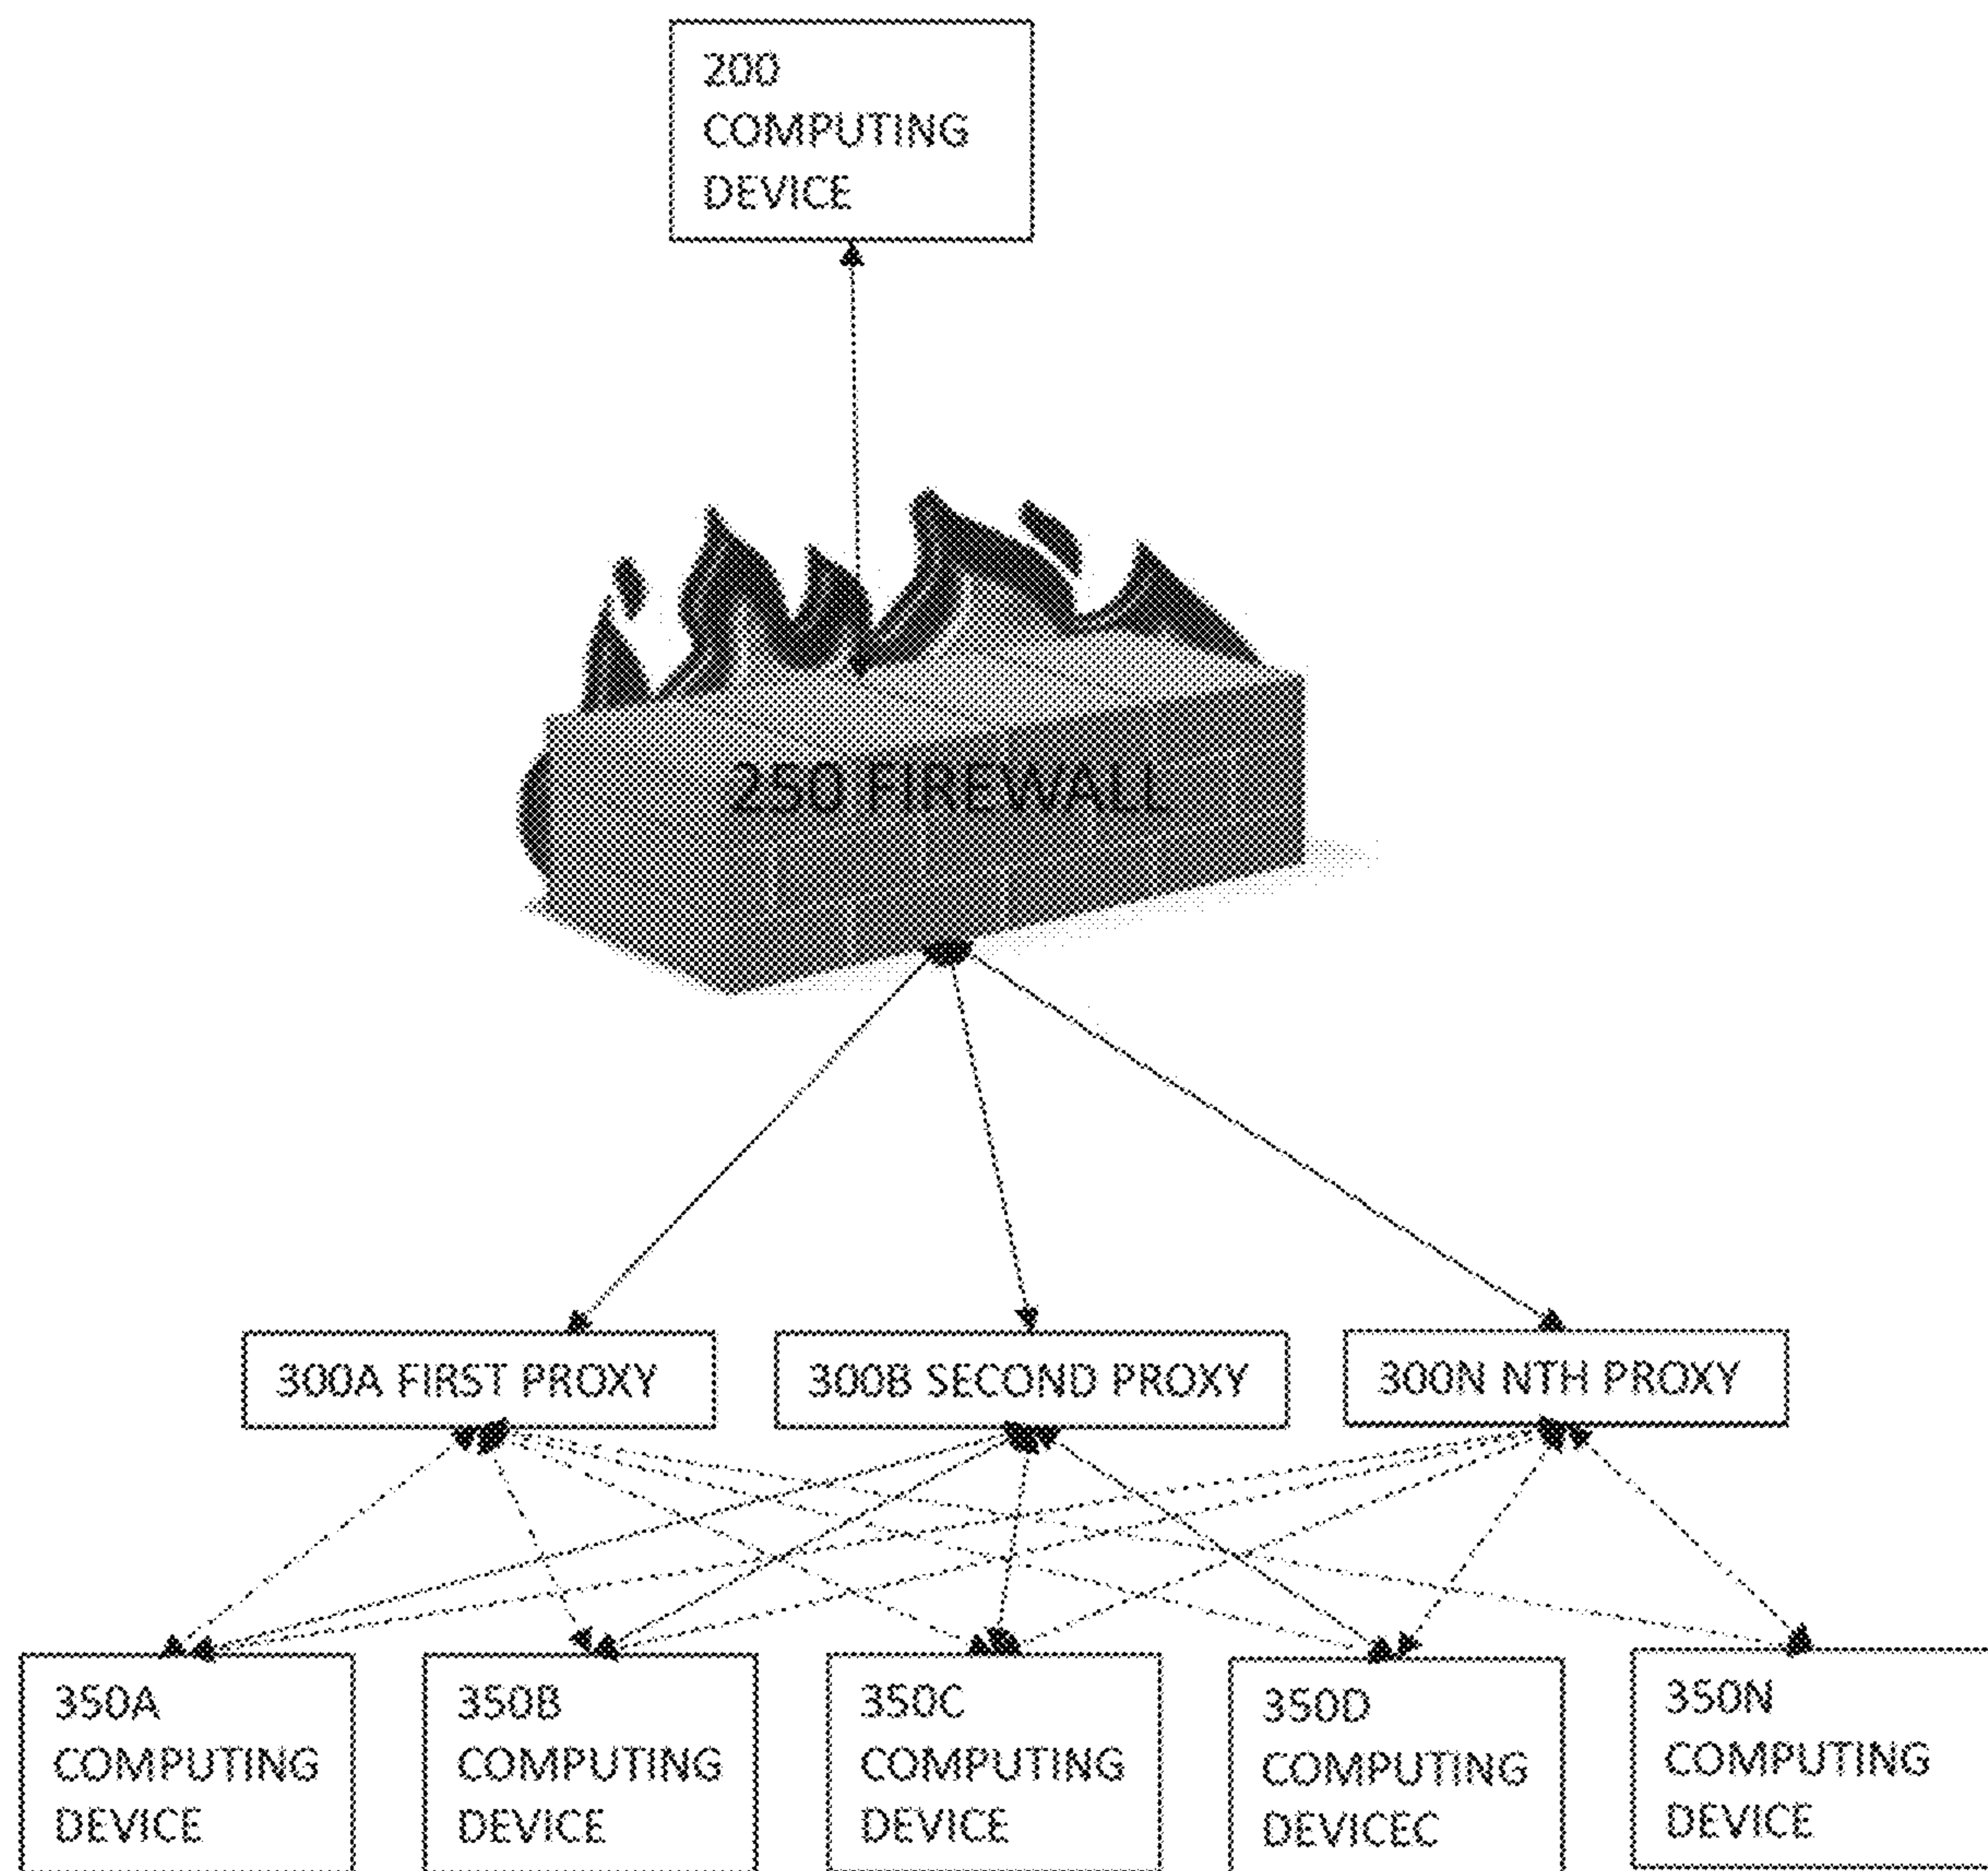 200
COMPUTING
DEVICE
250 FIREWALL
300A FIRST PROXY
300B SECOND PROXY
300N NTH PROXY
350A
COMPUTING
DEVICE
350B
COMPUTING
DEVICE
350C
COMPUTING
DEVICE
350D
COMPUTING
DEVICEC
350N
COMPUTING
DEVICE